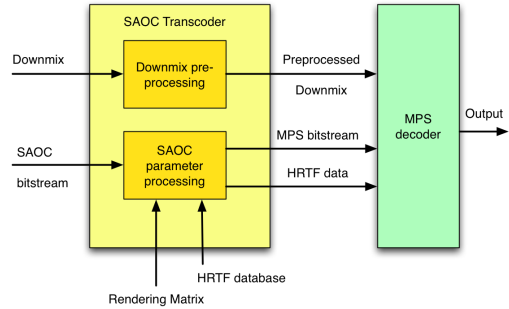 SAOC Transcoder
Downmix
Downmix pre-
processing
Preprocessed
Downmix
MPS
decoder
Output
SAOC
bitstream
SAOC
parameter
processing
MPS bitstream
HRTF data
HRTF database
Rendering Matrix